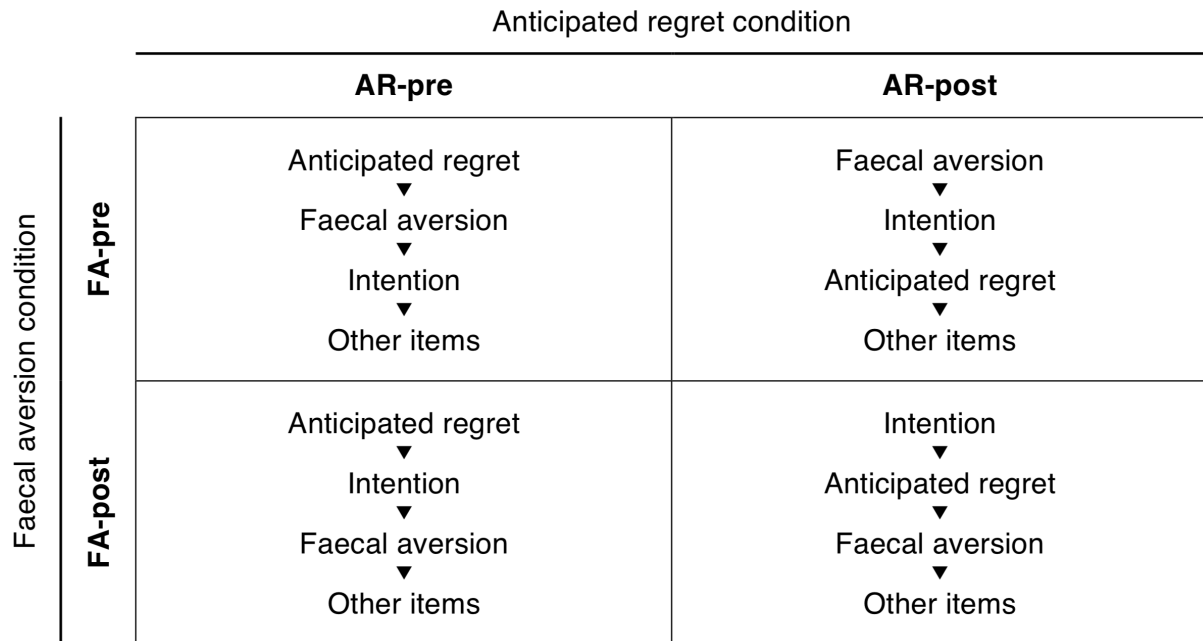 Anticipated regret condition
AR-pre AR-post
Faecal aversion condition
FA-pre
Anticipated regret
▼
Faecal aversion
▼
Intention
▼
Other items
Faecal aversion
▼
Intention
▼
Anticipated regret
▼
Other items
FA-post
Anticipated regret
▼
Intention
▼
Faecal aversion
▼
Other items
Intention
▼
Anticipated regret
▼
Faecal aversion
▼
Other items